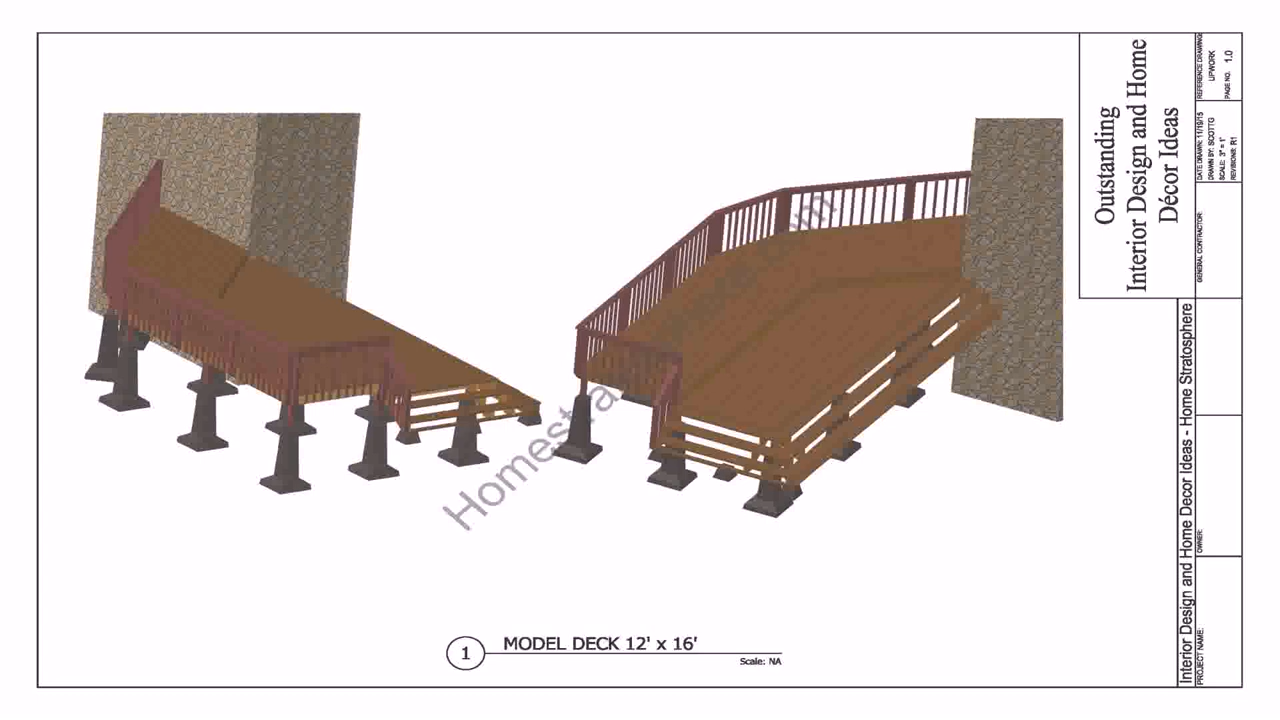 Outstanding
Interior Design and Home
Décor Ideas
REFERENCE DRAWING:
UPWORK
PAGE NO. 1.0
DATE DRAWN: 11/19/15
DRAWN BY: SCOTTG
SCALE: 3" = 1'
REVISION#: R1
GENERAL CONTRACTOR:
Interior Design and Home Decor Ideas - Home Stratosphere
OWNER:
PROJECT NAME:
1
MODEL DECK 12' x 16'
Scale: NA